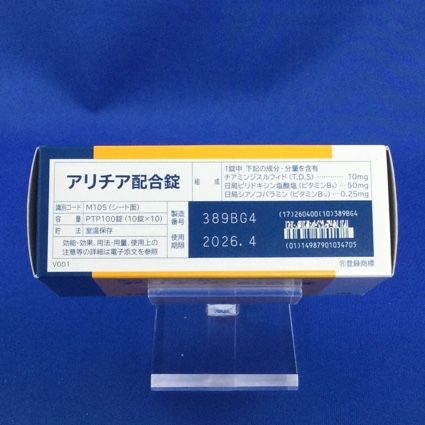 アリチア配合錠
組成
1錠中 下記の成分・分量を含有
チアミンジスルフィド(T.D.S) ………… 10mg
日局ピリドキシン塩酸塩(ビタミンB₆) … 50mg
日局シアノコバラミン(ビタミンB₁₂) … 0.25mg
識別コード M105(シート面)
容量 PTP100錠(10錠×10)
貯法 室温保存
効能・効果、用法・用量、使用上の
注意等の詳細は電子添文を参照
製造番号 389BG4
使用期限 2026.4
(17)260400(10)389BG4
(01)14987901034705
V001
Ⓡ登録商標